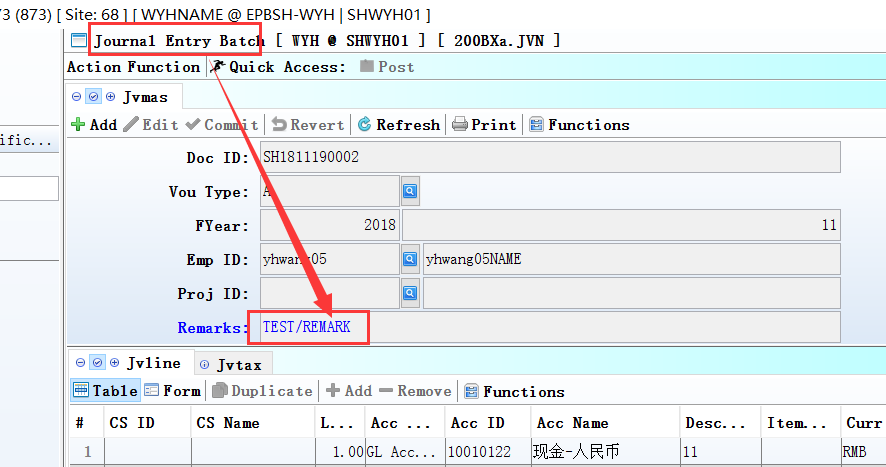 73 (873) [ Site: 68 ] [ WYHNAME @ EPBSH-WYH | SHWYH01 ]
Journal Entry Batch [ WYH @ SHWYH01 ] [ 200BXa.JVN ]
Action Function Quick Access: Post
Jvmas
Add Edit Commit Revert Refresh Print Functions
ific... Doc ID: SH1811190002
Vou Type: A
FYear: 2018 11
Emp ID: yhwang05 yhwang05NAME
Proj ID:
Remarks: TEST/REMARK
Jvline Jvtax
Table Form Duplicate Add Remove Functions
# CS ID CS Name L... Acc ... Acc ID Acc Name Desc... Item... Curr
1 1.00 GL Acc... 10010122 现金-人民币 11 RMB